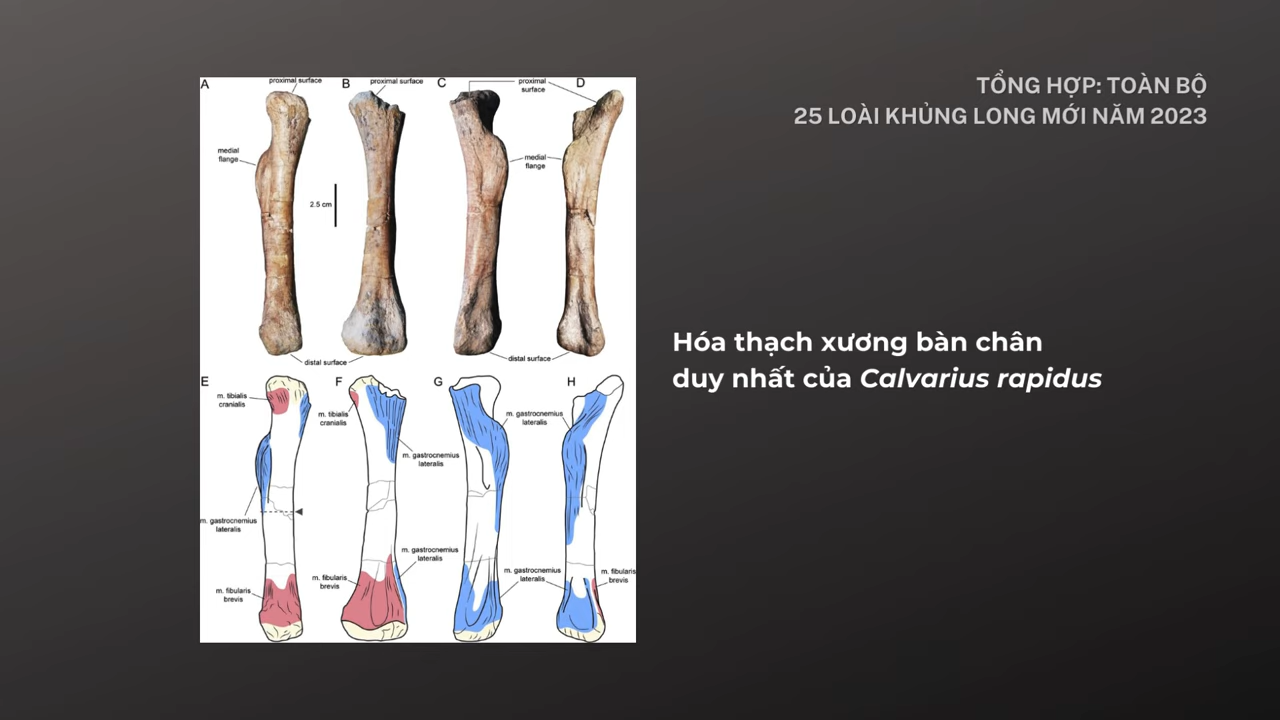 TỔNG HỢP: TOÀN BỘ
25 LOÀI KHỦNG LONG MỚI NĂM 2023
A
proximal surface
B
proximal surface
C
proximal
surface
D
medial
flange
medial
flange
2.5 cm
distal surface
distal surface
Hóa thạch xương bàn chân
duy nhất của Calvarius rapidus
E
F
G
H
m. tibialis
cranialis
m. tibialis
cranialis
m. gastrocnemius
lateralis
m. gastrocnemius
lateralis
m. gastrocnemius
lateralis
m. gastrocnemius
lateralis
m. fibularis
brevis
m. fibularis
brevis
m. gastrocnemius
lateralis
m. fibularis
brevis